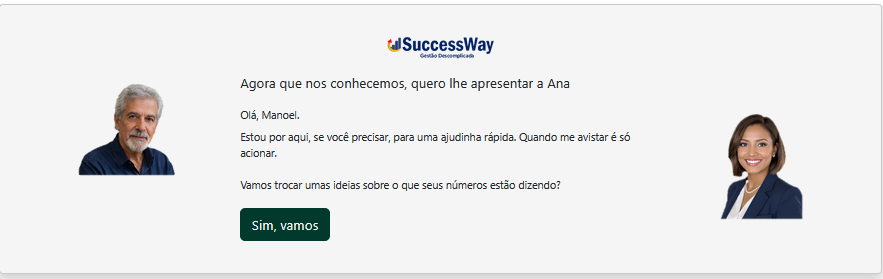 SuccessWay
Gestão Descomplicada
Agora que nos conhecemos, quero lhe apresentar a Ana
Olá, Manoel.
Estou por aqui, se você precisar, para uma ajudinha rápida. Quando me avistar é só
acionar.
Vamos trocar umas ideias sobre o que seus números estão dizendo?
Sim, vamos